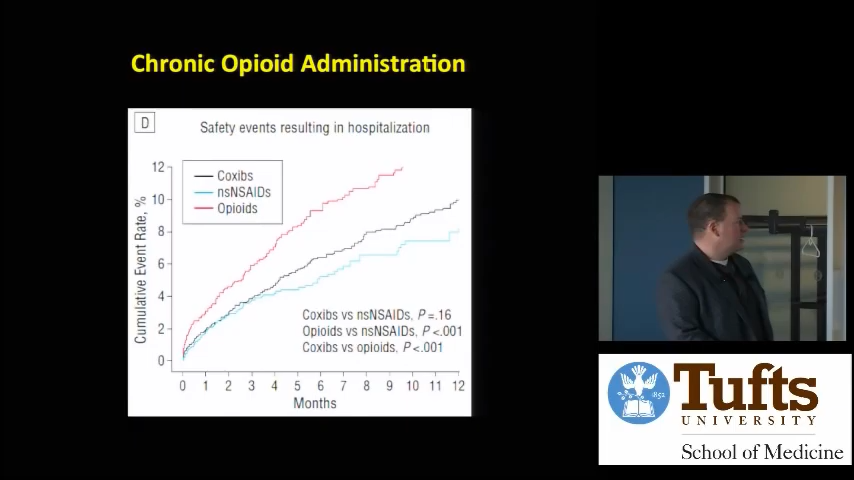 Chronic Opioid Administration
D
Safety events resulting in hospitalization
Cumulative Event Rate, %
12
10
8
6
4
2
0
Coxibs
nsNSAIDs
Opioids
Coxibs vs nsNSAIDs, P=.16
Opioids vs nsNSAIDs, P<.001
Coxibs vs opioids, P<.001
0 1 2 3 4 5 6 7 8 9 10 11 12
Months
1852
Tufts
UNIVERSITY
School of Medicine